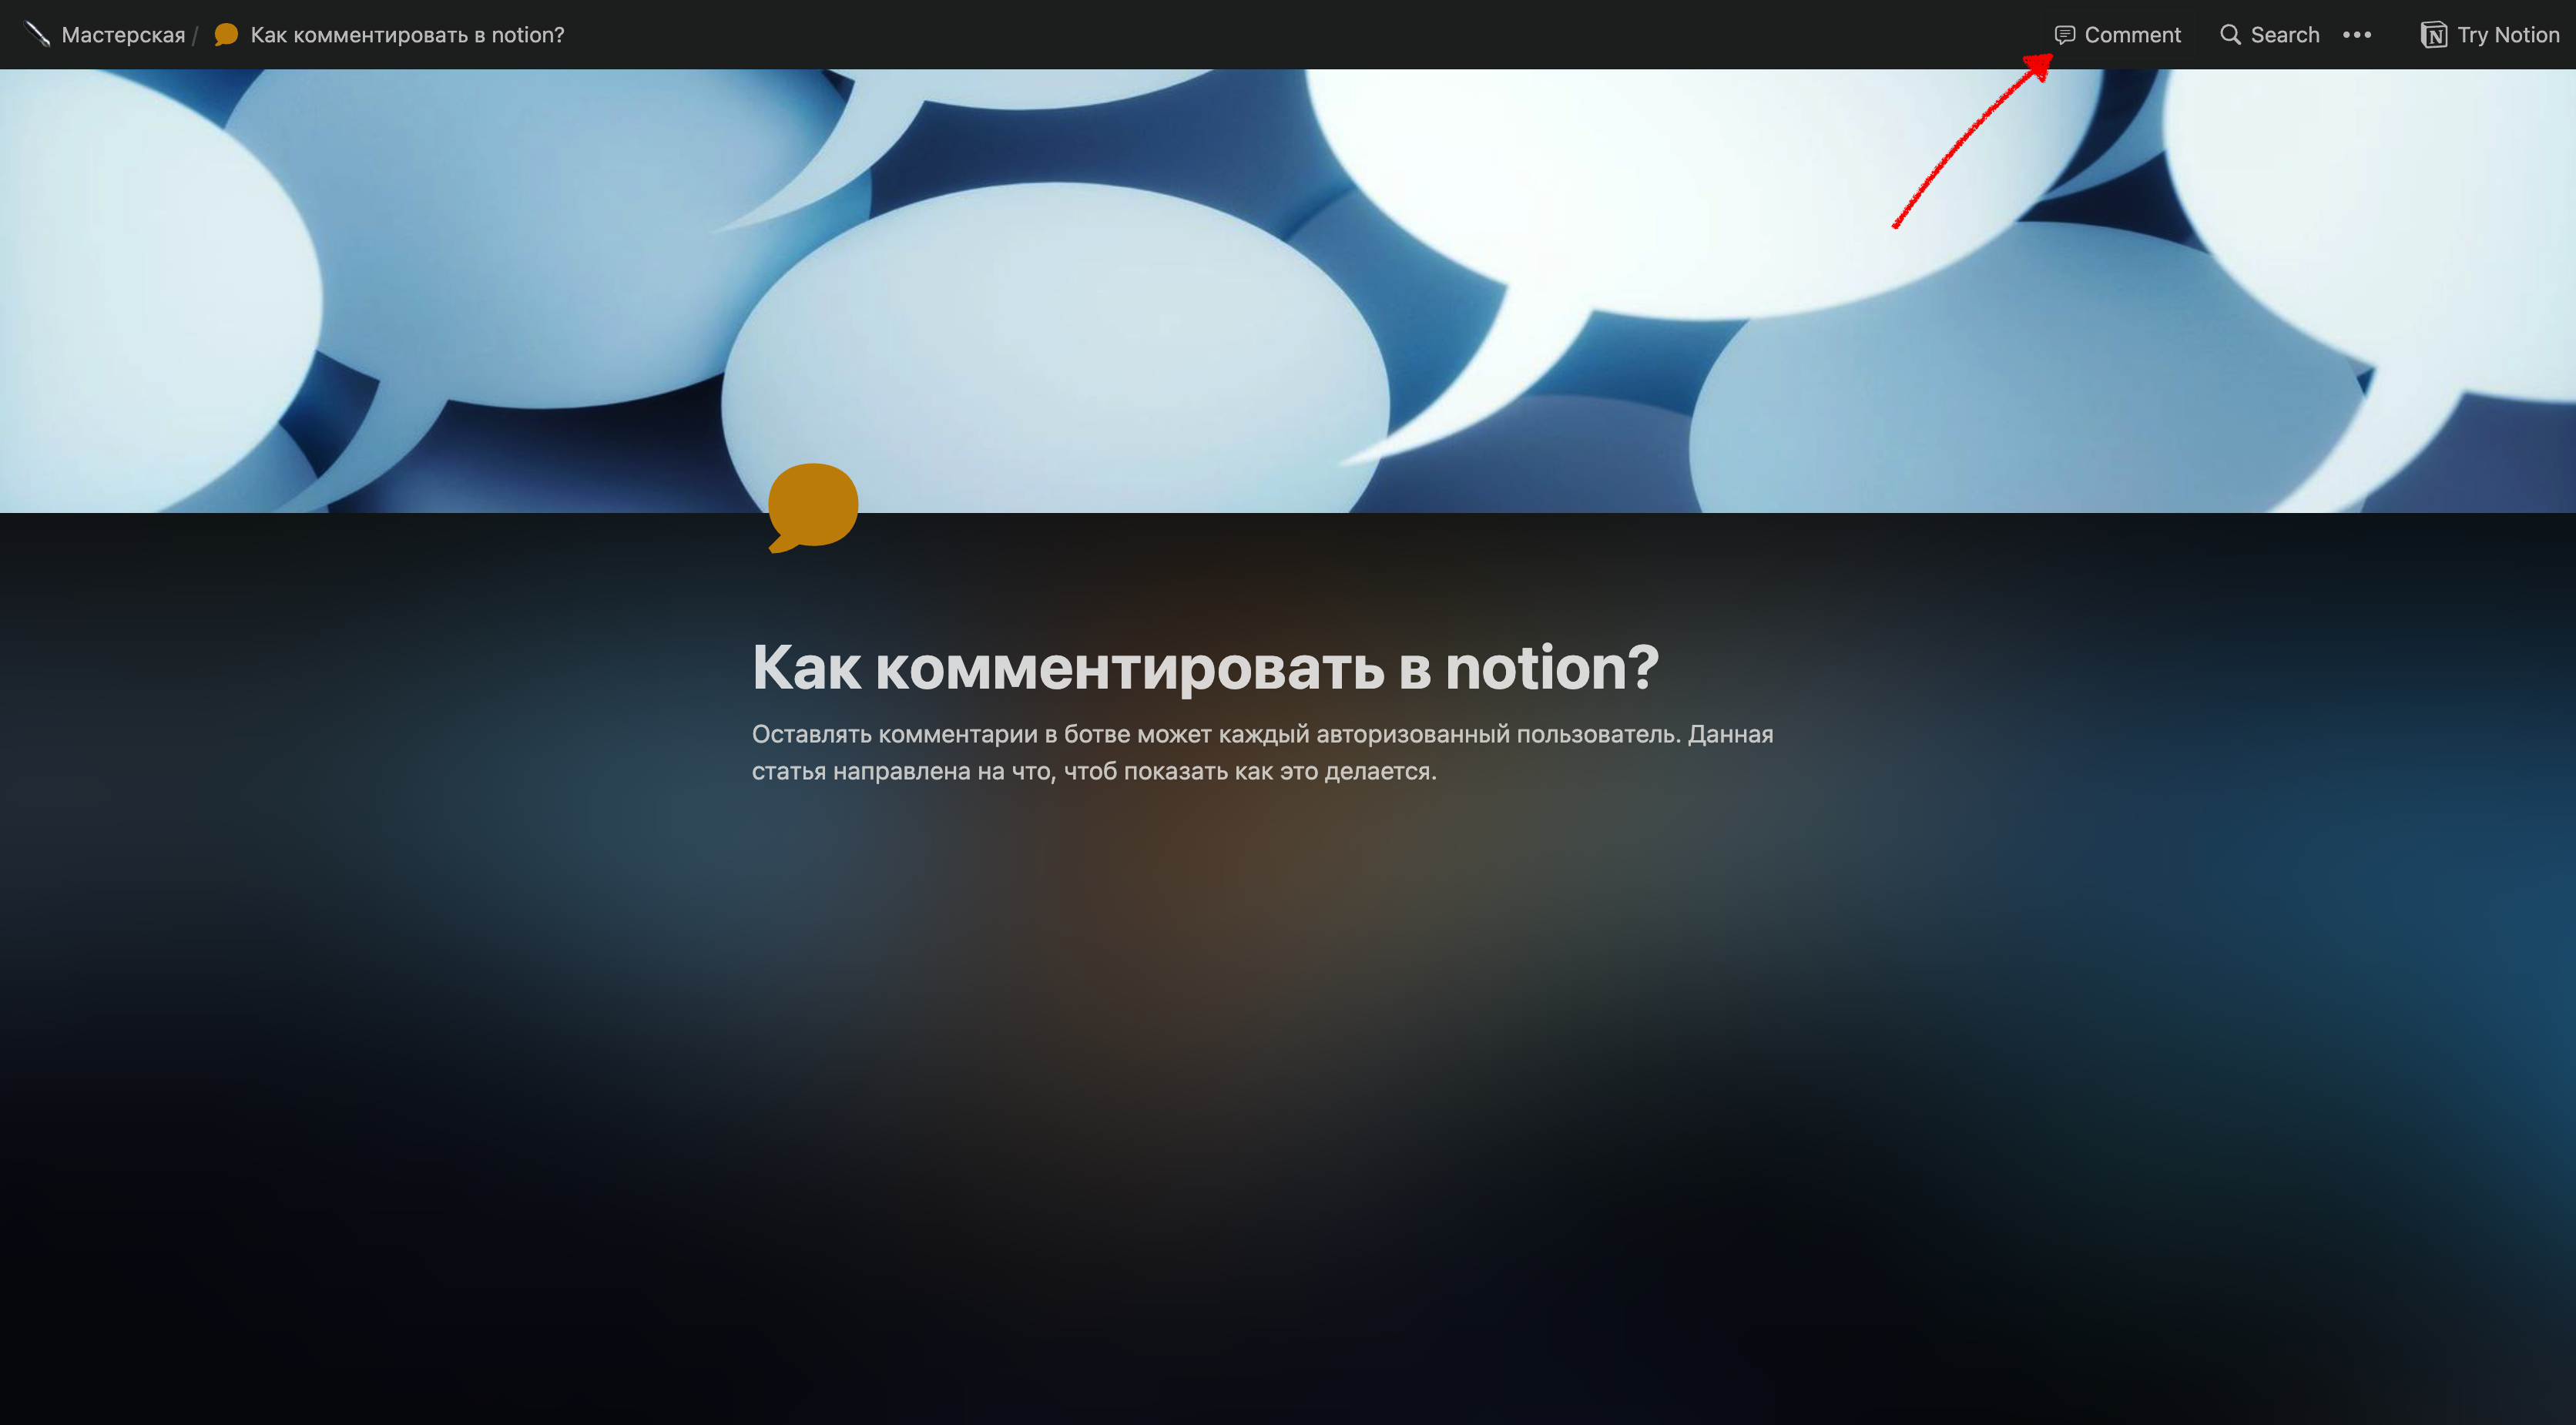 Мастерская / Как комментировать в notion? Comment Search Try Notion
Как комментировать в notion?
Оставлять комментарии в ботве может каждый авторизованный пользователь. Данная
статья направлена на что, чтоб показать как это делается.